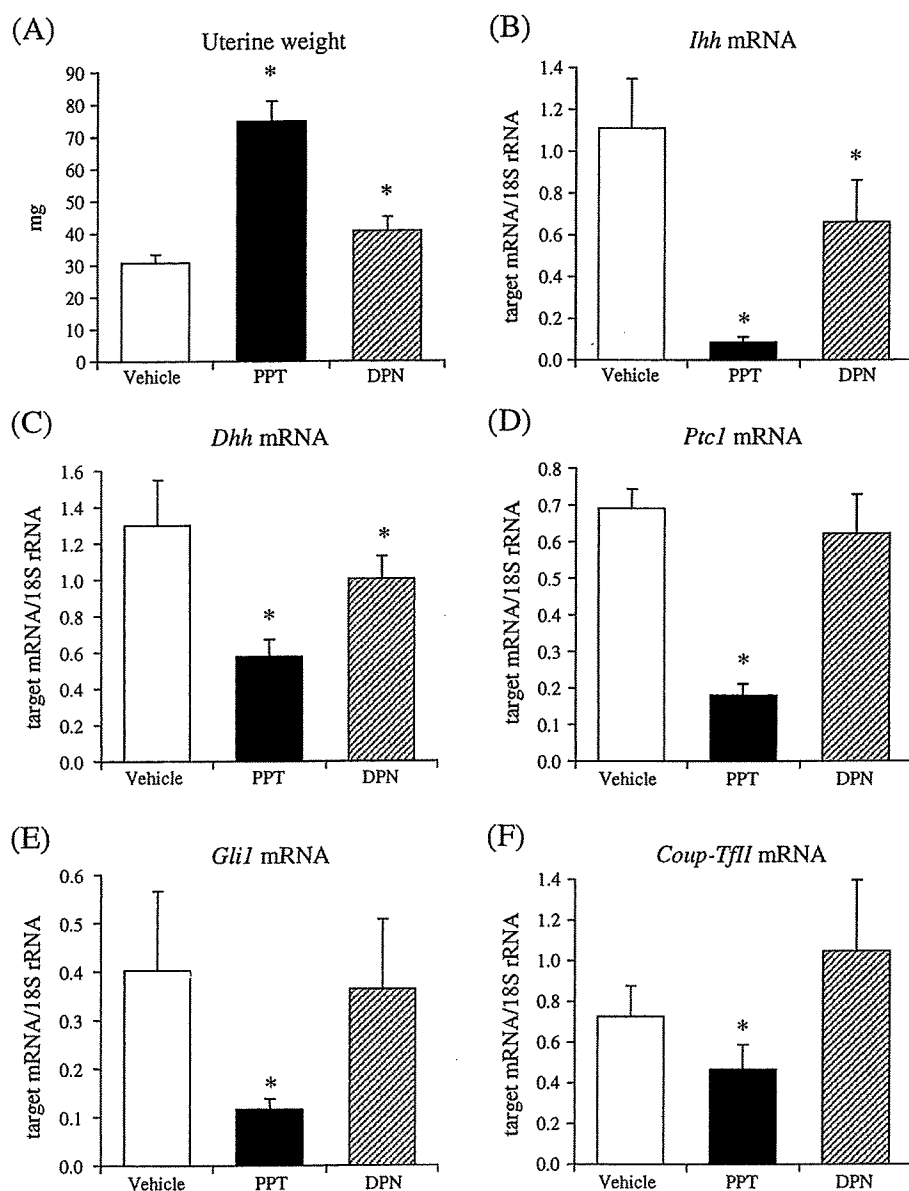 (A)
Uterine weight
mg
90
80
70
60
50
40
30
20
10
0
*
*
Vehicle PPT DPN
(B)
Ihh mRNA
target mRNA/18S rRNA
1.4
1.2
1.0
0.8
0.6
0.4
0.2
0.0
*
*
Vehicle PPT DPN
(C)
Dhh mRNA
target mRNA/18S rRNA
1.6
1.4
1.2
1.0
0.8
0.6
0.4
0.2
0.0
*
*
Vehicle PPT DPN
(D)
Ptc1 mRNA
target mRNA/18S rRNA
0.8
0.7
0.6
0.5
0.4
0.3
0.2
0.1
0.0
*
Vehicle PPT DPN
(E)
Gli1 mRNA
target mRNA/18S rRNA
0.6
0.5
0.4
0.3
0.2
0.1
0.0
*
Vehicle PPT DPN
(F)
Coup-TfII mRNA
target mRNA/18S rRNA
1.4
1.2
1.0
0.8
0.6
0.4
0.2
0.0
*
Vehicle PPT DPN